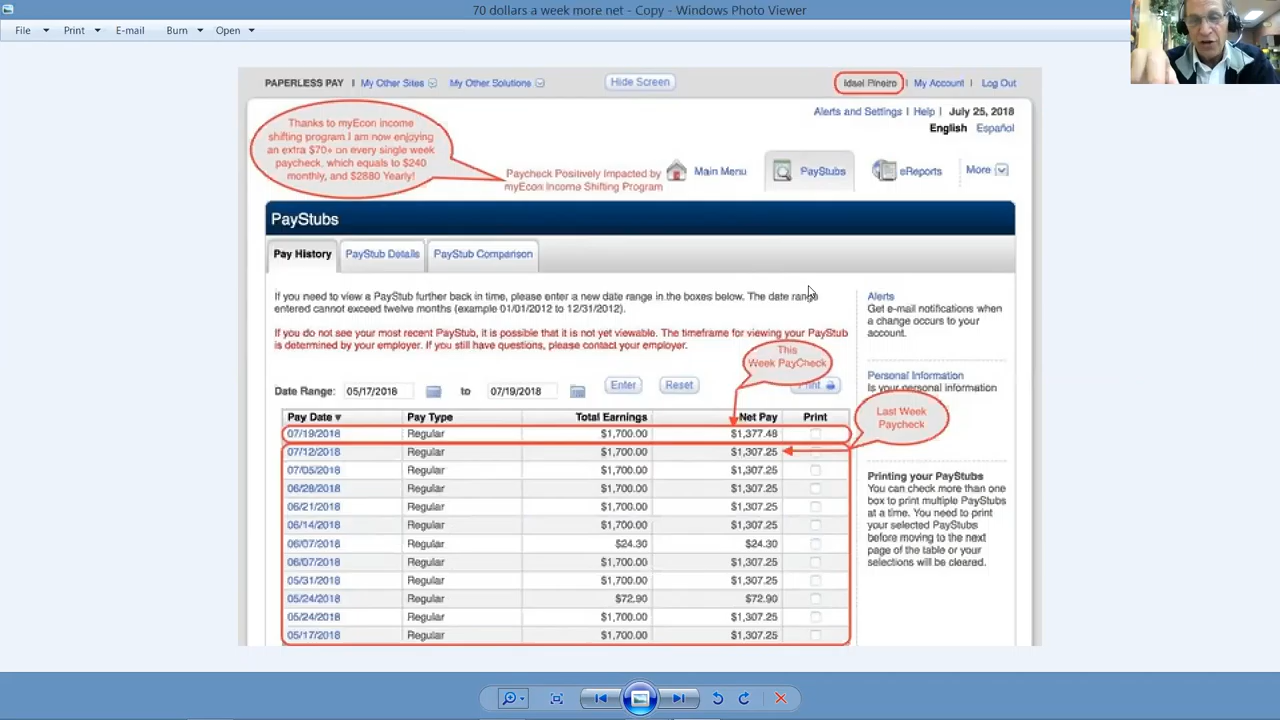 70 dollars a week more net - Copy - Windows Photo Viewer
File Print E-mail Burn Open
PAPERLESS PAY | My Other Sites My Other Solutions Hide Screen Idael Pineiro | My Account | Log Out
Alerts and Settings | Help | July 25, 2018
English Español
Thanks to myEcon income
shifting program I am now enjoying
an extra $70+ on every single week
paycheck, which equals to $240
monthly, and $2880 Yearly!
Paycheck Positively Impacted by
myEcon Income Shifting Program
Main Menu PayStubs eReports More
PayStubs
Pay History PayStub Details PayStub Comparison
If you need to view a PayStub further back in time, please enter a new date range in the boxes below. The date range
entered cannot exceed twelve months (example 01/01/2012 to 12/31/2012).
If you do not see your most recent PayStub, it is possible that it is not yet viewable. The timeframe for viewing your PayStub
is determined by your employer. If you still have questions, please contact your employer.
This
Week PayCheck
Date Range: 05/17/2018 to 07/19/2018 Enter Reset Print
Pay Date Pay Type Total Earnings Net Pay Print
07/19/2018 Regular $1,700.00 $1,377.48
07/12/2018 Regular $1,700.00 $1,307.25
07/05/2018 Regular $1,700.00 $1,307.25
06/28/2018 Regular $1,700.00 $1,307.25
06/21/2018 Regular $1,700.00 $1,307.25
06/14/2018 Regular $1,700.00 $1,307.25
06/07/2018 Regular $24.30 $24.30
06/07/2018 Regular $1,700.00 $1,307.25
05/31/2018 Regular $1,700.00 $1,307.25
05/24/2018 Regular $72.90 $72.90
05/24/2018 Regular $1,700.00 $1,307.25
05/17/2018 Regular $1,700.00 $1,307.25
Alerts
Get e-mail notifications when
a change occurs to your
account.
Personal Information
Is your personal information
Last Week
Paycheck
Printing your PayStubs
You can check more than one
box to print multiple PayStubs
at a time. You need to print
your selected PayStubs
before moving to the next
page of the table or your
selections will be cleared.